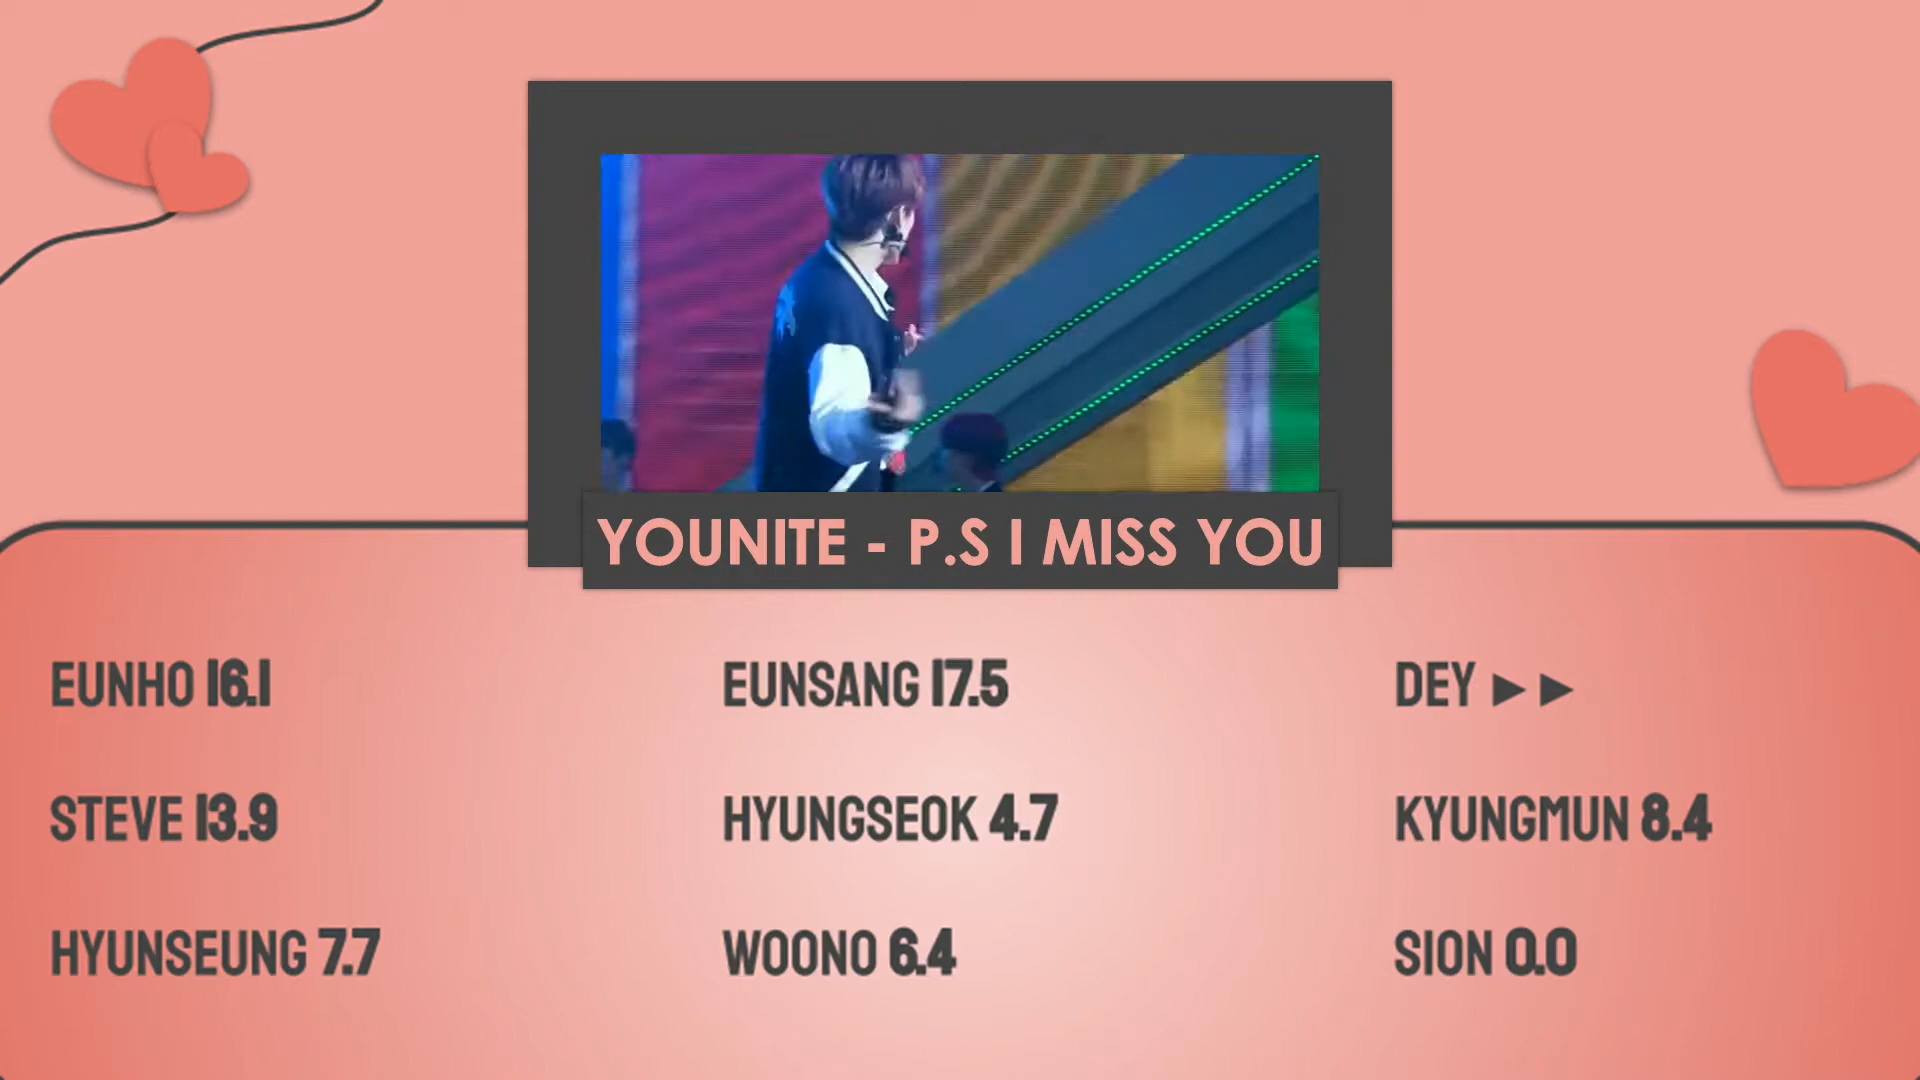 YOUNITE - P.S I MISS YOU
EUNHO 16.1
EUNSANG 17.5
DEY ►►
STEVE 13.9
HYUNGSEOK 4.7
KYUNGMUN 8.4
HYUNSEUNG 7.7
WOONO 6.4
SION 0.0